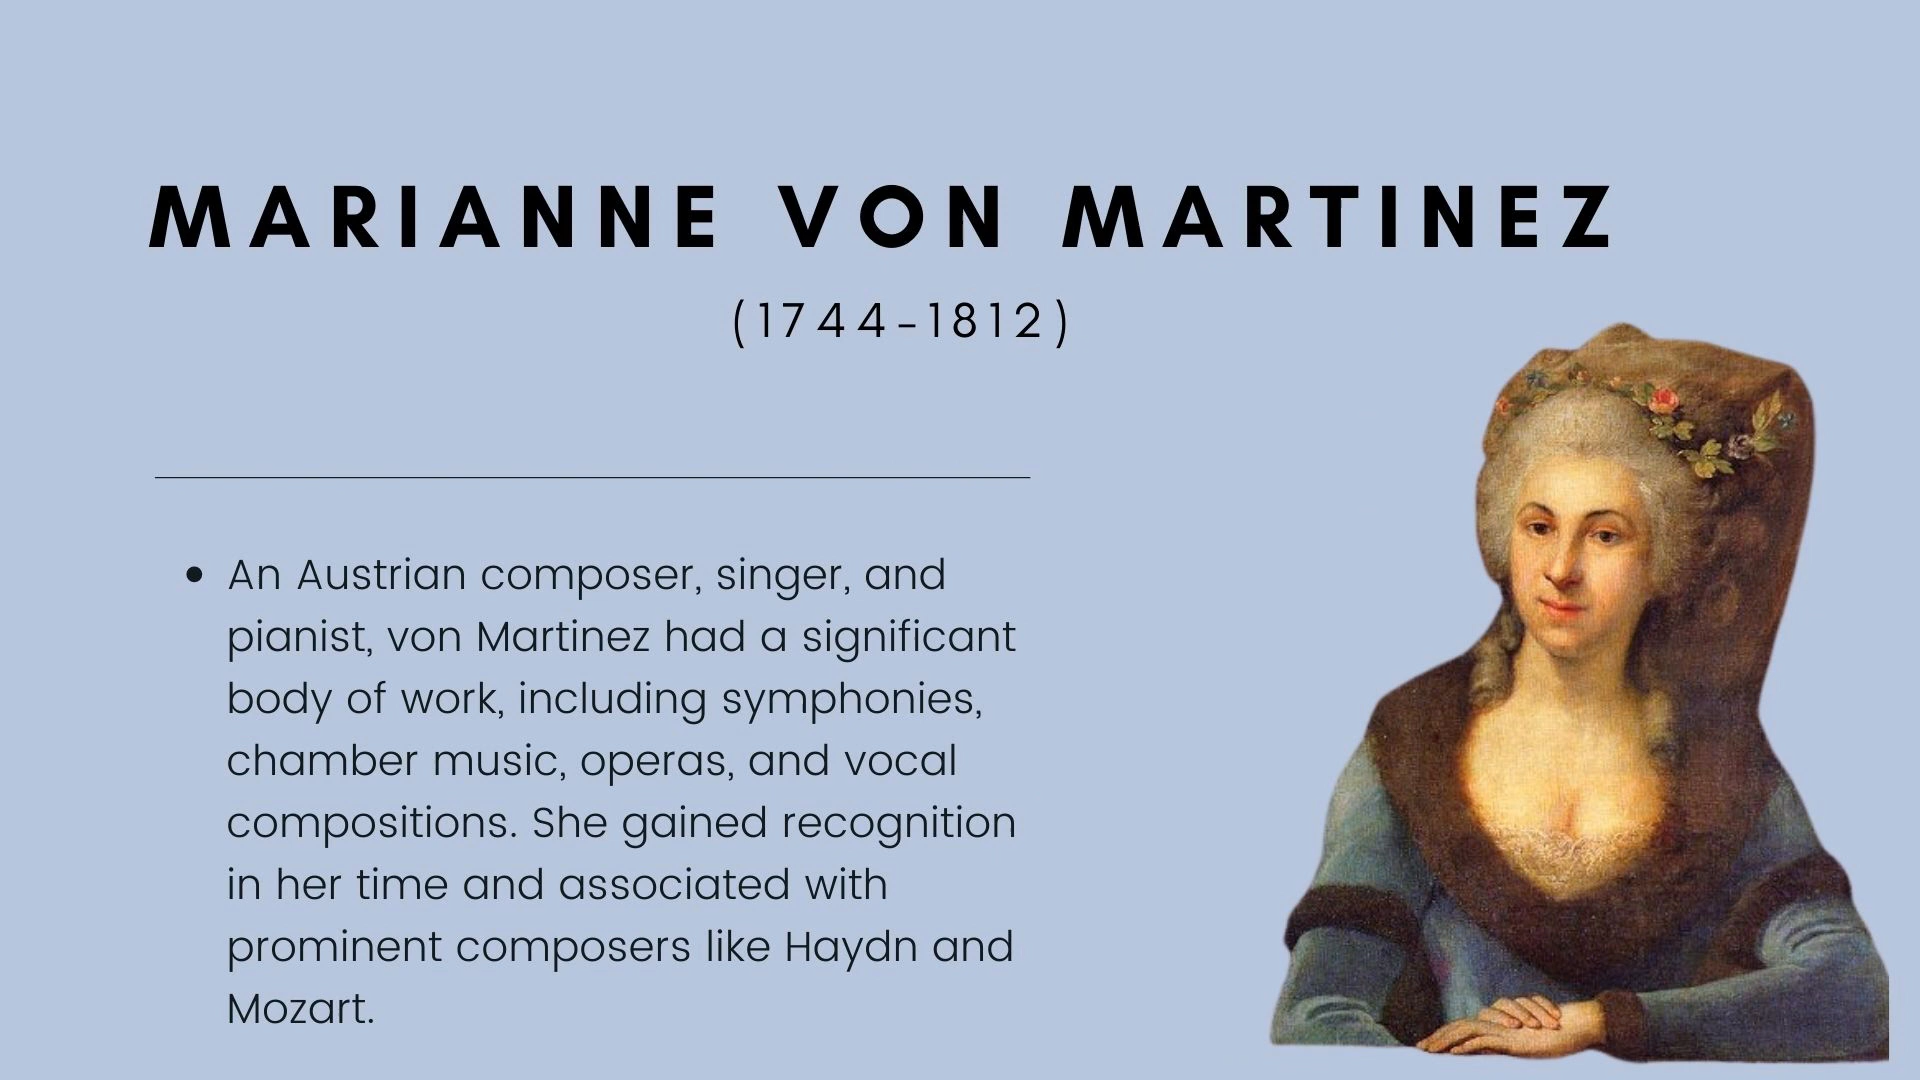 MARIANNE VON MARTINEZ
(1744–1812)
• An Austrian composer, singer, and
pianist, von Martinez had a significant
body of work, including symphonies,
chamber music, operas, and vocal
compositions. She gained recognition
in her time and associated with
prominent composers like Haydn and
Mozart.